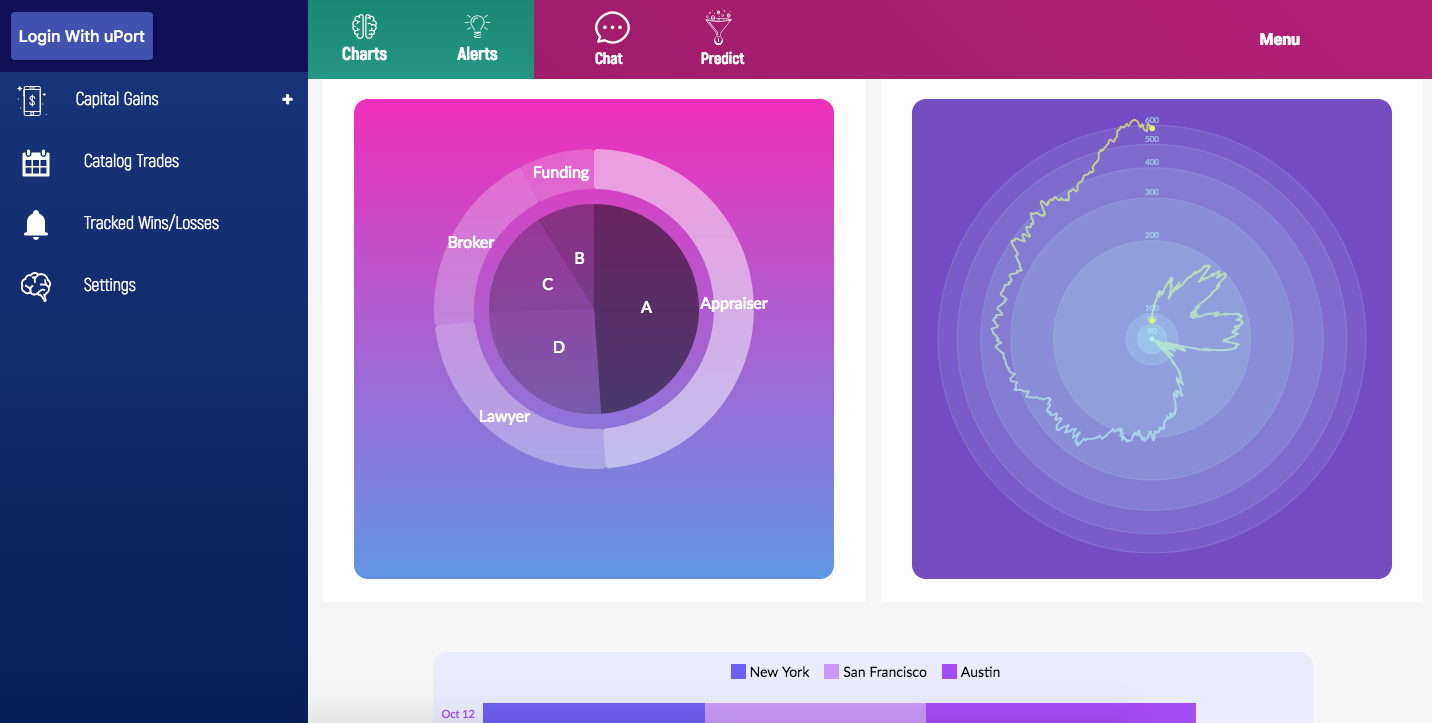 Login With uPort
Charts
Alerts
Chat
Predict
Menu
Capital Gains
+
Catalog Trades
Tracked Wins/Losses
Settings
Funding
Broker
Appraiser
Lawyer
B
C
A
D
600
500
400
300
200
100
New York
San Francisco
Austin
Oct 12